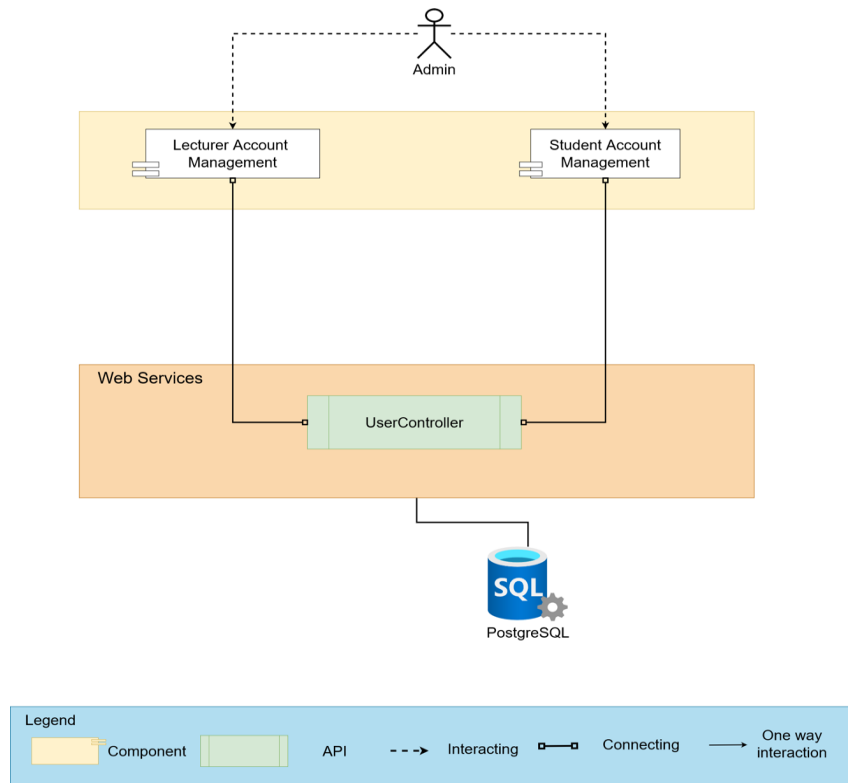 Admin
Lecturer Account
Management
Student Account
Management
Web Services
UserController
SQL
PostgreSQL
Legend
Component
API
Interacting
Connecting
One way
interaction